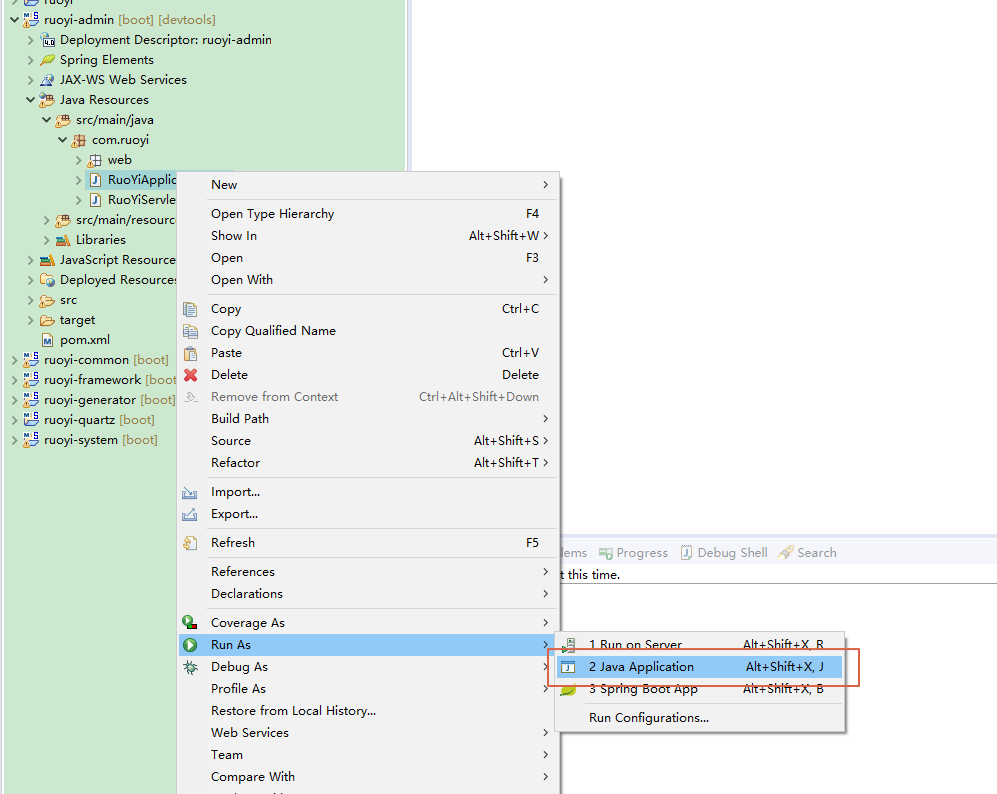 ruoyi
ruoyi-admin [boot] [devtools]
Deployment Descriptor: ruoyi-admin
Spring Elements
JAX-WS Web Services
Java Resources
src/main/java
com.ruoyi
web
RuoYiApplic
RuoYiServle
src/main/resourc
Libraries
JavaScript Resource
Deployed Resources
src
target
pom.xml
ruoyi-common [boot]
ruoyi-framework [boot
ruoyi-generator [boot]
ruoyi-quartz [boot]
ruoyi-system [boot]
New
Open Type Hierarchy F4
Show In Alt+Shift+W
Open F3
Open With
Copy Ctrl+C
Copy Qualified Name
Paste Ctrl+V
Delete Delete
Remove from Context Ctrl+Alt+Shift+Down
Build Path
Source Alt+Shift+S
Refactor Alt+Shift+T
Import...
Export...
Refresh F5
References
Declarations
Coverage As
Run As
Debug As
Profile As
Restore from Local History...
Web Services
Team
Compare With
lems Progress Debug Shell Search
t this time.
1 Run on Server Alt+Shift+X, R
2 Java Application Alt+Shift+X, J
3 Spring Boot App Alt+Shift+X, B
Run Configurations...